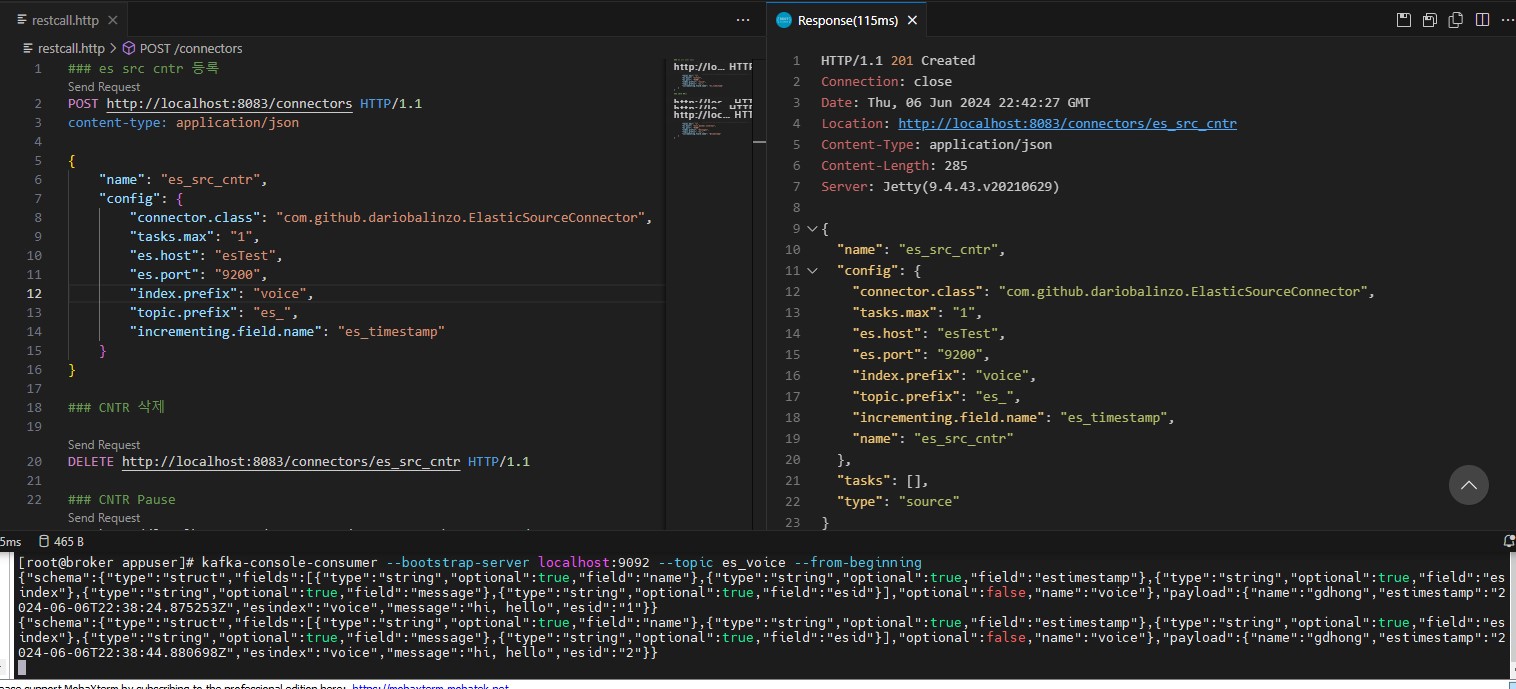 restcall.http
restcall.http > POST /connectors
1 ### es src cntr 등록
Send Request
2 POST http://localhost:8083/connectors HTTP/1.1
3 content-type: application/json
4
5 {
6 "name": "es_src_cntr",
7 "config": {
8 "connector.class": "com.github.dariobalinzo.ElasticSourceConnector",
9 "tasks.max": "1",
10 "es.host": "esTest",
11 "es.port": "9200",
12 "index.prefix": "voice",
13 "topic.prefix": "es_",
14 "incrementing.field.name": "es_timestamp"
15 }
16 }
17
18 ### CNTR 삭제
19
Send Request
20 DELETE http://localhost:8083/connectors/es_src_cntr HTTP/1.1
21
22 ### CNTR Pause
Send Request
http://lo... HTTP
http://loc... HTT
Response(115ms)
1 HTTP/1.1 201 Created
2 Connection: close
3 Date: Thu, 06 Jun 2024 22:42:27 GMT
4 Location: http://localhost:8083/connectors/es_src_cntr
5 Content-Type: application/json
6 Content-Length: 285
7 Server: Jetty(9.4.43.v20210629)
8
9 {
10 "name": "es_src_cntr",
11 "config": {
12 "connector.class": "com.github.dariobalinzo.ElasticSourceConnector",
13 "tasks.max": "1",
14 "es.host": "esTest",
15 "es.port": "9200",
16 "index.prefix": "voice",
17 "topic.prefix": "es_",
18 "incrementing.field.name": "es_timestamp",
19 "name": "es_src_cntr"
20 },
21 "tasks": [],
22 "type": "source"
23 }
5ms 465 B
[root@broker appuser]# kafka-console-consumer --bootstrap-server localhost:9092 --topic es_voice --from-beginning
{"schema":{"type":"struct","fields":[{"type":"string","optional":true,"field":"name"},{"type":"string","optional":true,"field":"estimestamp"},{"type":"string","optional":true,"field":"es
index"},{"type":"string","optional":true,"field":"message"},{"type":"string","optional":true,"field":"esid"}],"optional":false,"name":"voice"},"payload":{"name":"gdhong","estimestamp":"2
024-06-06T22:38:24.875253Z","esindex":"voice","message":"hi, hello","esid":"1"}}
{"schema":{"type":"struct","fields":[{"type":"string","optional":true,"field":"name"},{"type":"string","optional":true,"field":"estimestamp"},{"type":"string","optional":true,"field":"es
index"},{"type":"string","optional":true,"field":"message"},{"type":"string","optional":true,"field":"esid"}],"optional":false,"name":"voice"},"payload":{"name":"gdhong","estimestamp":"2
024-06-06T22:38:44.880698Z","esindex":"voice","message":"hi, hello","esid":"2"}}
support MobaXterm by subscribing to the professional edition here: https://mobaxterm.mobatek.net